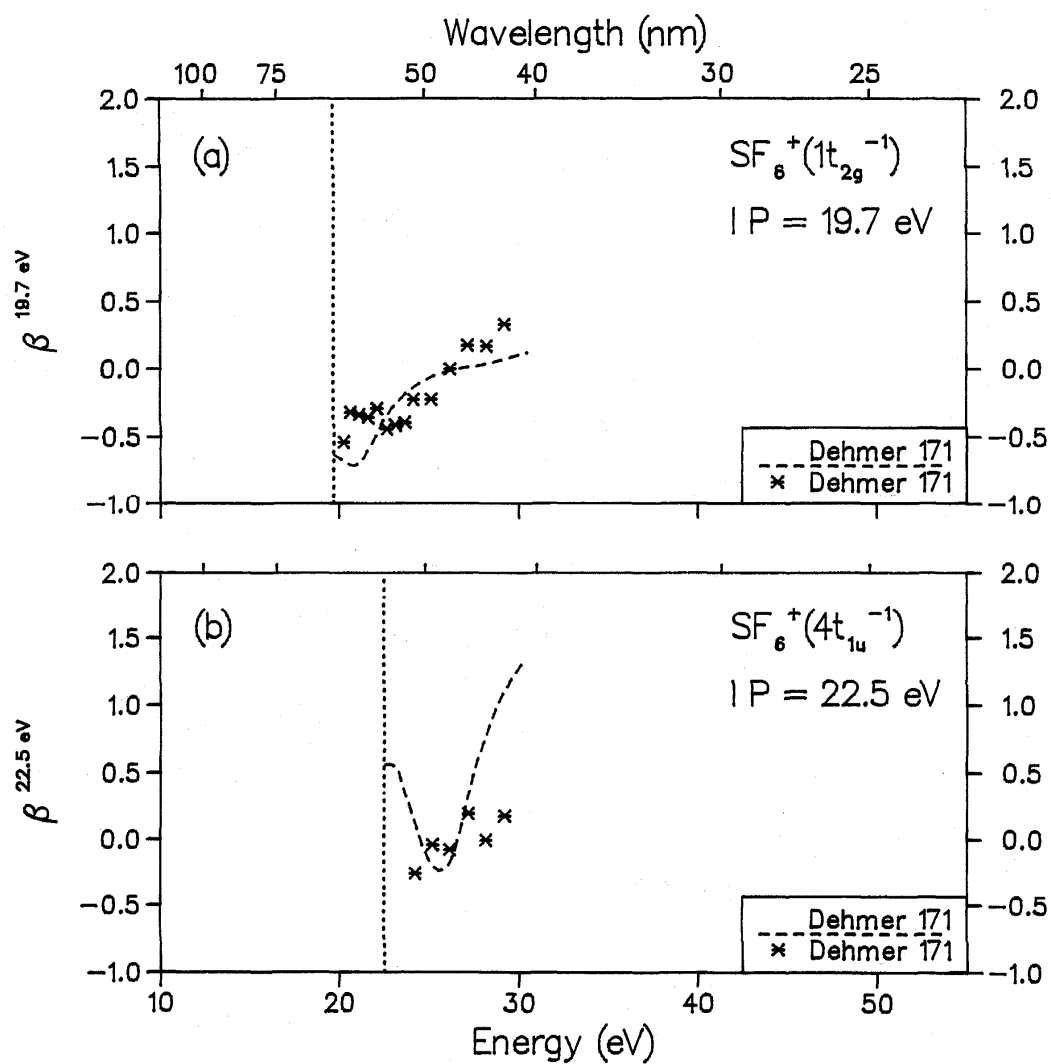 Wavelength (nm)
100 75 50 40 30 25
2.0 2.0
(a) SF₆⁺(1t₂g⁻¹)
1.5 1.5
IP = 19.7 eV
1.0 1.0
β 19.7 eV
0.5 0.5
0.0 0.0
−0.5 −0.5
Dehmer 171
Dehmer 171
−1.0 −1.0
20 30 40 50
2.0 2.0
(b) SF₆⁺(4t₁ᵤ⁻¹)
1.5 1.5
IP = 22.5 eV
1.0 1.0
β 22.5 eV
0.5 0.5
0.0 0.0
−0.5 −0.5
Dehmer 171
Dehmer 171
−1.0 −1.0
10 20 30 40 50
Energy (eV)